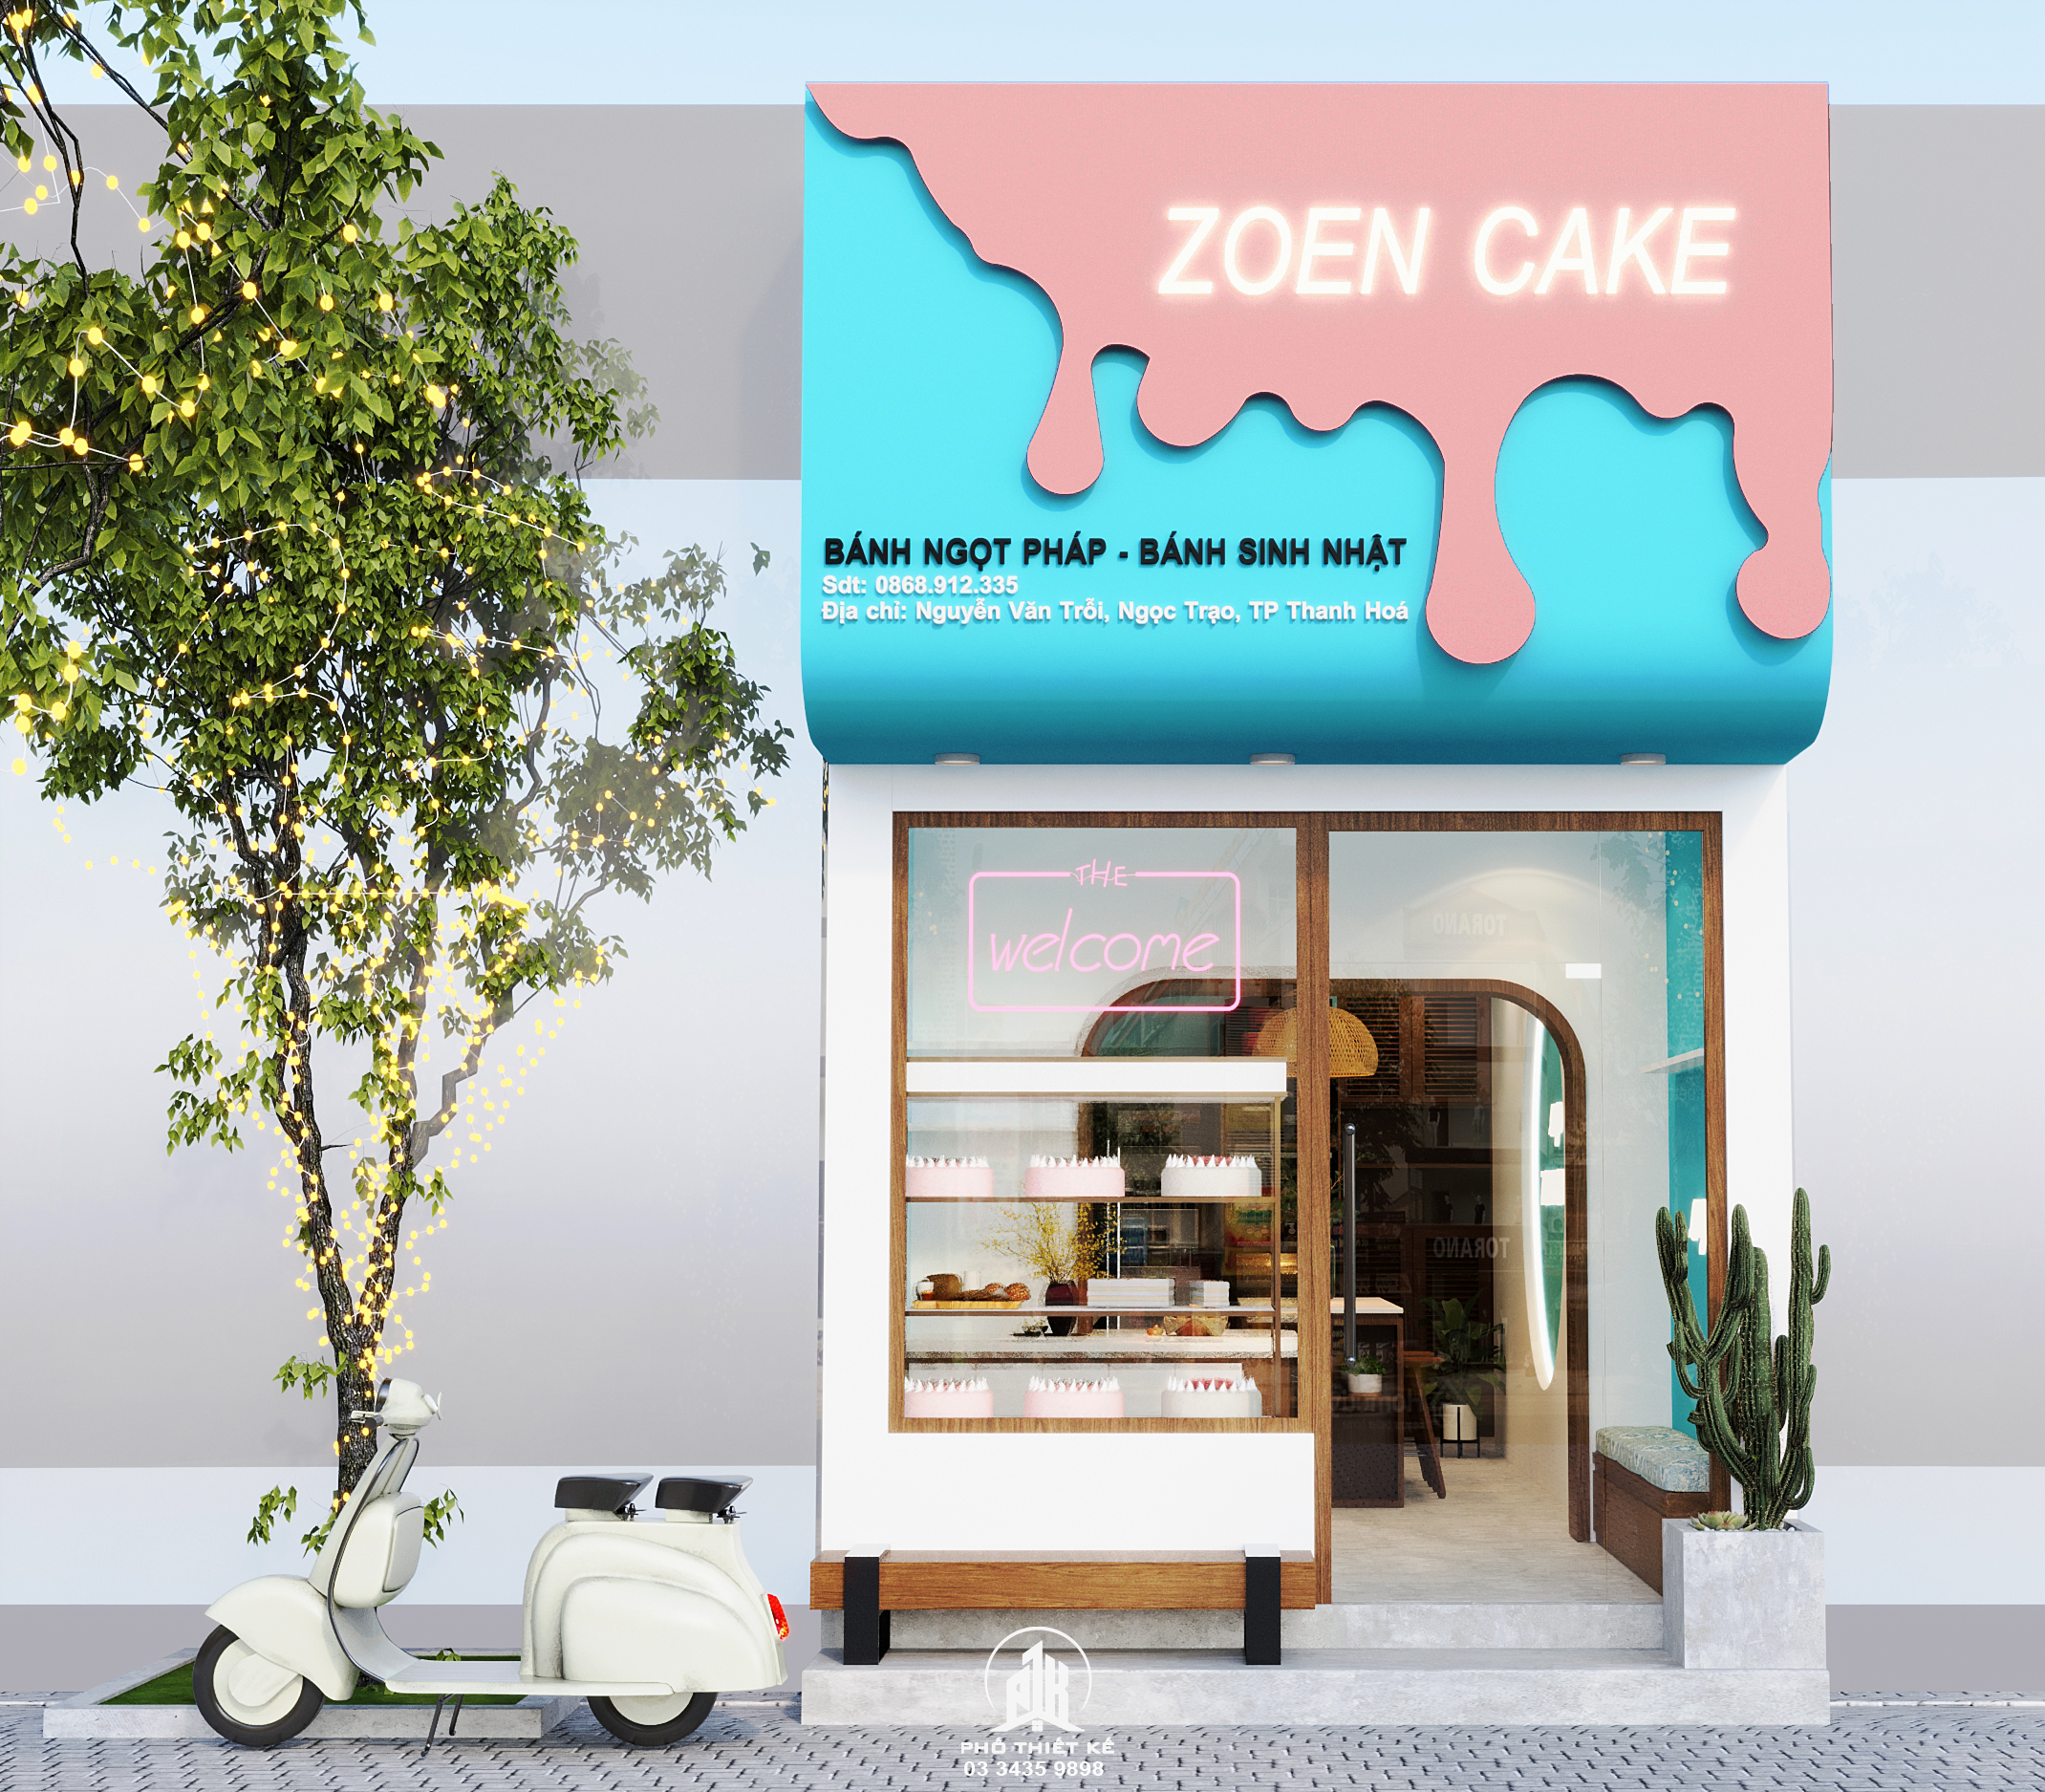 ZOEN CAKE
BÁNH NGỌT PHÁP - BÁNH SINH NHẬT
Sdt: 0868.912.335
Địa chỉ: Nguyễn Văn Trỗi, Ngọc Trạo, TP Thanh Hoá
THE
welcome
TORANO
TORANO
PHỐ THIẾT KẾ
03 3435 9898